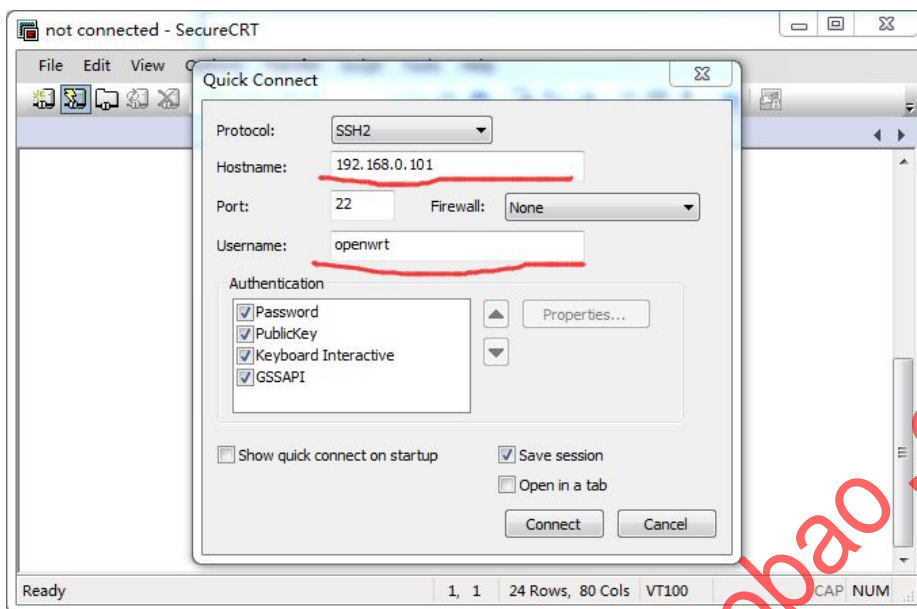 not connected - SecureCRT
File Edit View
Quick Connect
Protocol: SSH2
Hostname: 192.168.0.101
Port: 22 Firewall: None
Username: openwrt
Authentication
Password
PublicKey
Keyboard Interactive
GSSAPI
Properties...
Show quick connect on startup
Save session
Open in a tab
Connect Cancel
Ready 1, 1 24 Rows, 80 Cols VT100 CAP NUM
obao